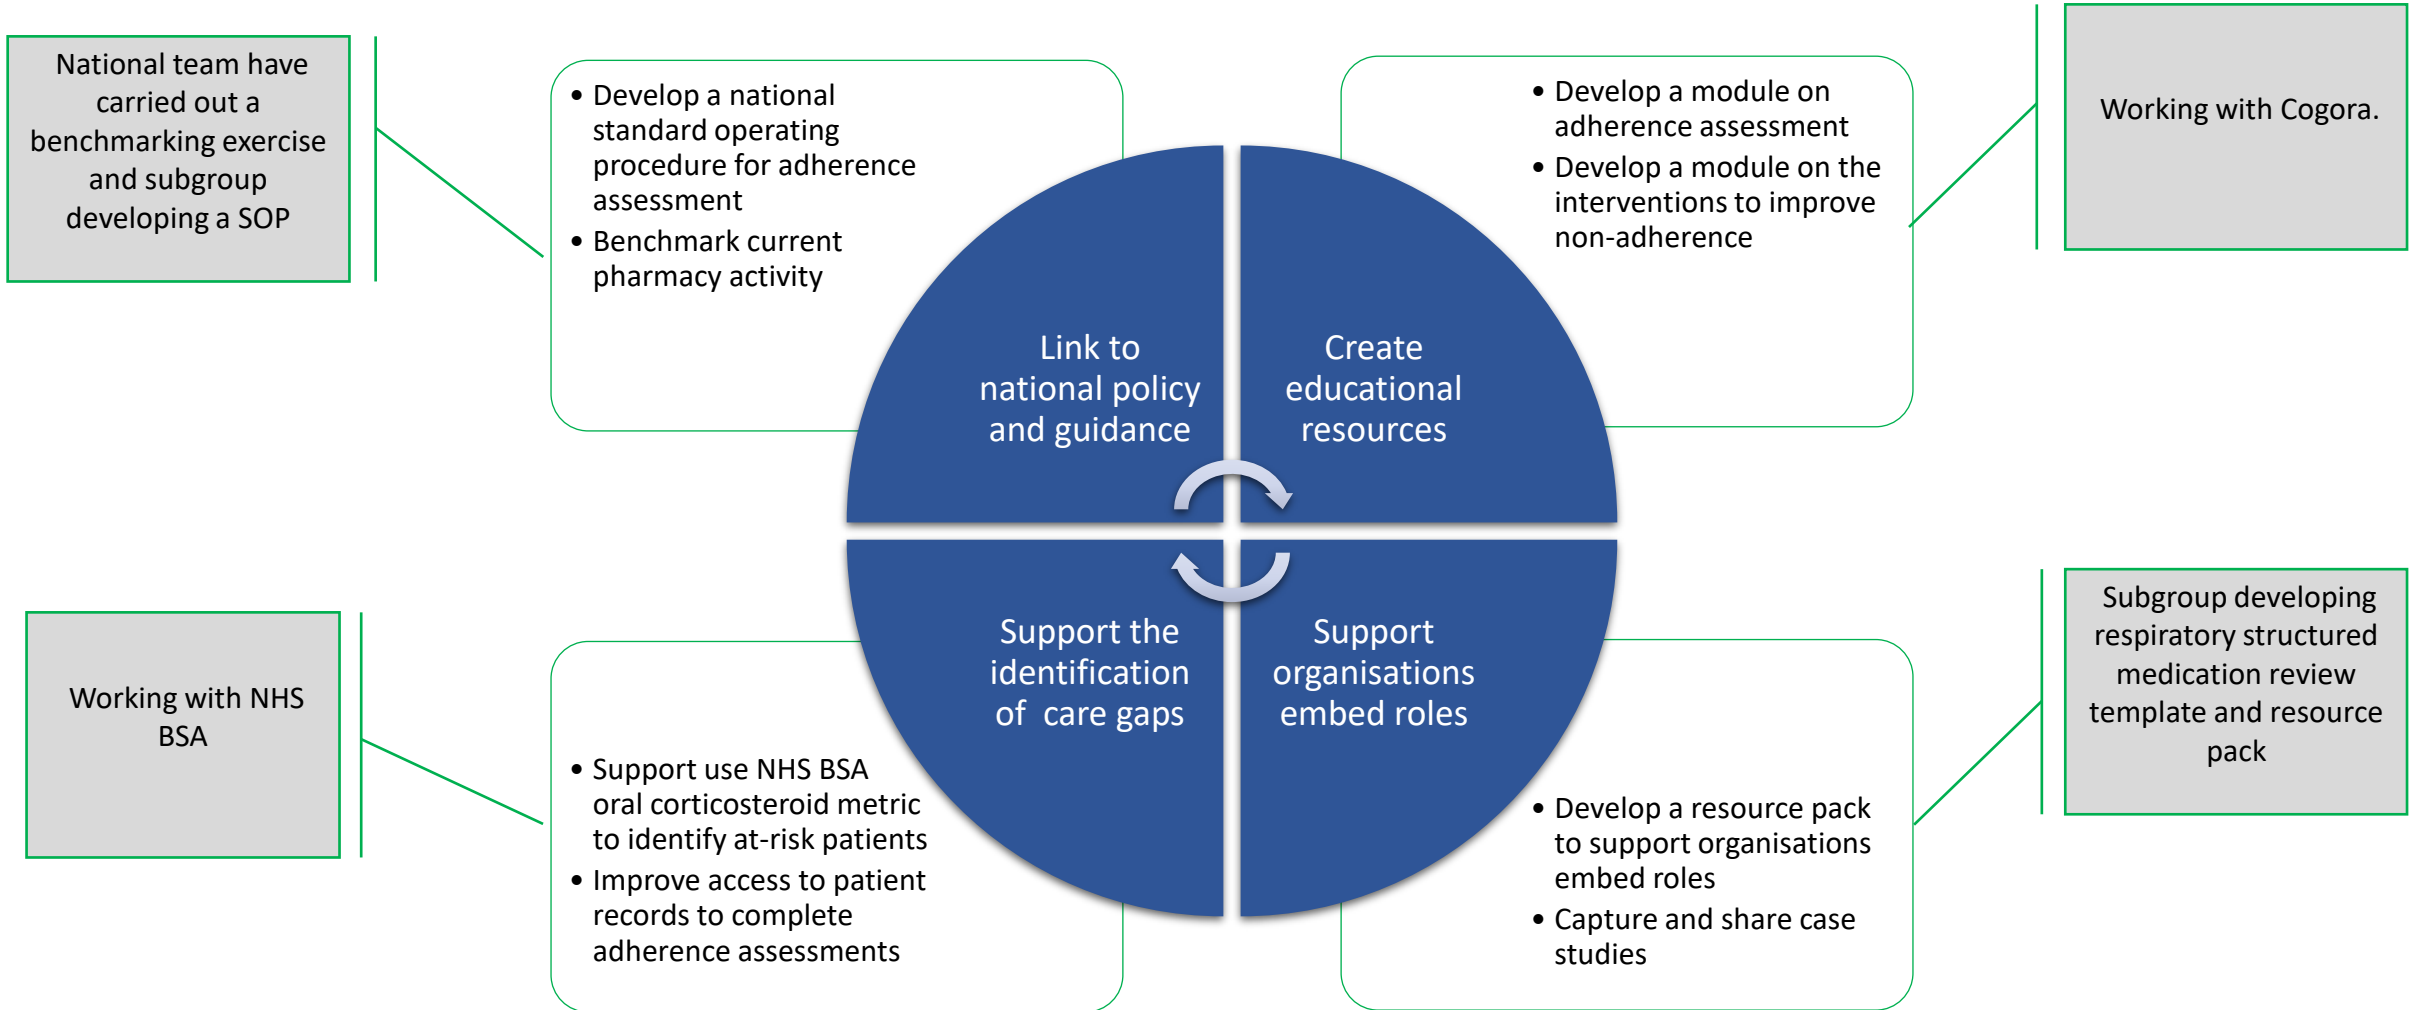 National team have
carried out a
benchmarking exercise
and subgroup
developing a SOP
• Develop a national
standard operating
procedure for adherence
assessment
• Benchmark current
pharmacy activity
• Develop a module on
adherence assessment
• Develop a module on the
interventions to improve
non-adherence
Working with Cogora.
Link to
national policy
and guidance
Create
educational
resources
Support the
identification
of care gaps
Support
organisations
embed roles
Working with NHS
BSA
• Support use NHS BSA
oral corticosteroid metric
to identify at-risk patients
• Improve access to patient
records to complete
adherence assessments
• Develop a resource pack
to support organisations
embed roles
• Capture and share case
studies
Subgroup developing
respiratory structured
medication review
template and resource
pack